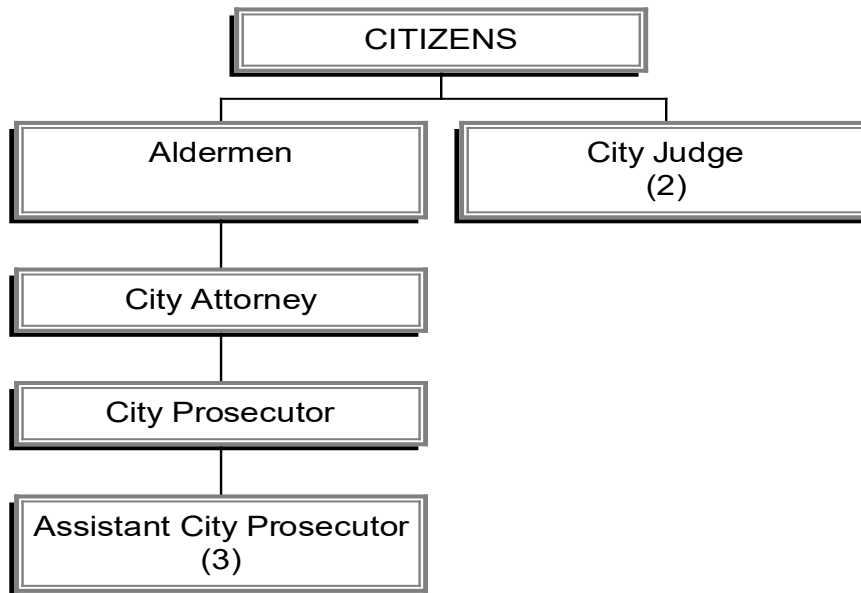 CITIZENS
Aldermen
City Judge
(2)
City Attorney
City Prosecutor
Assistant City Prosecutor
(3)